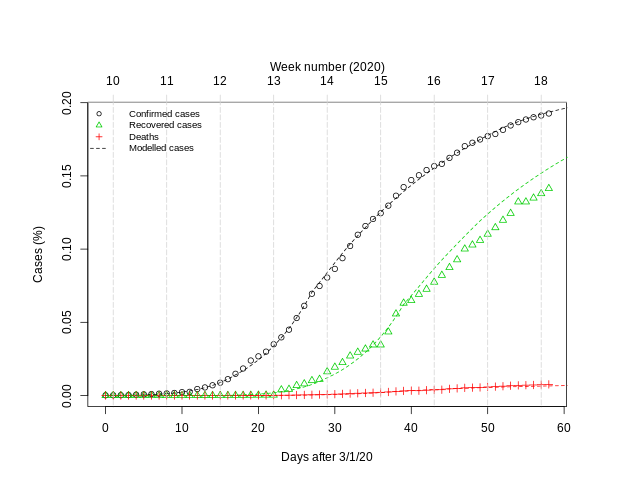 Week number (2020)
10 11 12 13 14 15 16 17 18
Confirmed cases
Recovered cases
Deaths
Modelled cases
Cases (%)
0.20
0.15
0.10
0.05
0.00
0 10 20 30 40 50 60
Days after 3/1/20